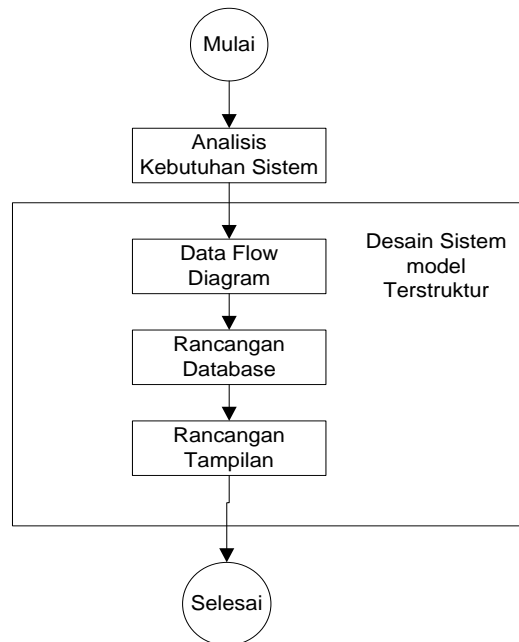 Mulai
Analisis
Kebutuhan Sistem
Desain Sistem
model
Terstruktur
Data Flow
Diagram
Rancangan
Database
Rancangan
Tampilan
Selesai